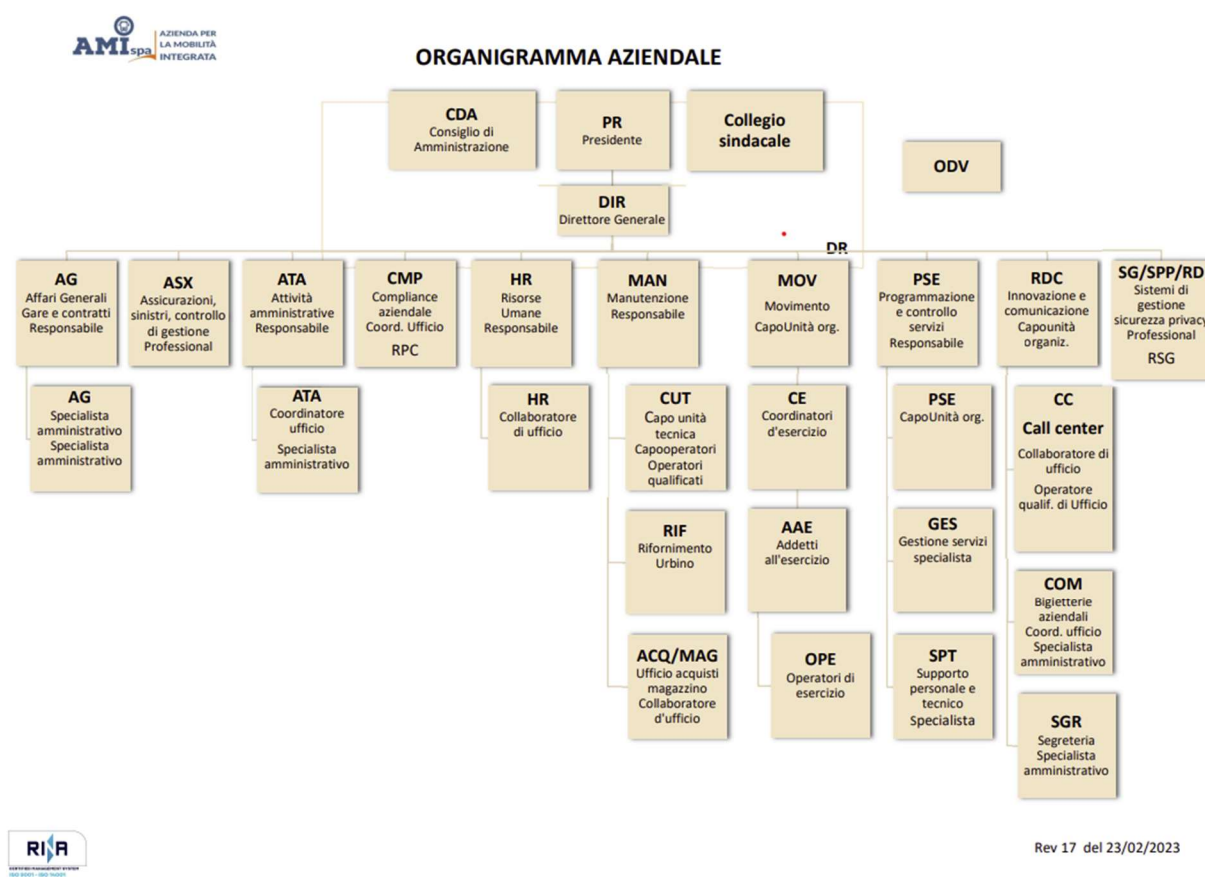 AMI spa
AZIENDA PER
LA MOBILITÀ
INTEGRATA
ORGANIGRAMMA AZIENDALE
CDA
Consiglio di
Amministrazione
PR
Presidente
Collegio
sindacale
ODV
DIR
Direttore Generale
DR
AG
Affari Generali
Gare e contratti
Responsabile
ASX
Assicurazioni,
sinistri, controllo
di gestione
Professional
ATA
Attività
amministrative
Responsabile
CMP
Compliance
aziendale
Coord. Ufficio
RPC
HR
Risorse
Umane
Responsabile
MAN
Manutenzione
Responsabile
MOV
Movimento
CapoUnità org.
PSE
Programmazione
e controllo
servizi
Responsabile
RDC
Innovazione e
comunicazione
Capounità
organiz.
SG/SPP/RD
Sistemi di
gestione
sicurezza privacy
Professional
RSG
AG
Specialista
amministrativo
Specialista
amministrativo
ATA
Coordinatore
ufficio
Specialista
amministrativo
HR
Collaboratore
di ufficio
CUT
Capo unità
tecnica
Capooperatori
Operatori
qualificati
CE
Coordinatori
d'esercizio
PSE
CapoUnità org.
CC
Call center
Collaboratore di
ufficio
Operatore
qualif. di Ufficio
RIF
Rifornimento
Urbino
AAE
Addetti
all'esercizio
GES
Gestione servizi
specialista
COM
Bigietterie
aziendali
Coord. ufficio
Specialista
amministrativo
ACQ/MAG
Ufficio acquisti
magazzino
Collaboratore
d'ufficio
OPE
Operatori di
esercizio
SPT
Supporto
personale e
tecnico
Specialista
SGR
Segreteria
Specialista
amministrativo
RINA
CERTIFIED MANAGEMENT SYSTEM
ISO 9001 - ISO 14001
Rev 17 del 23/02/2023